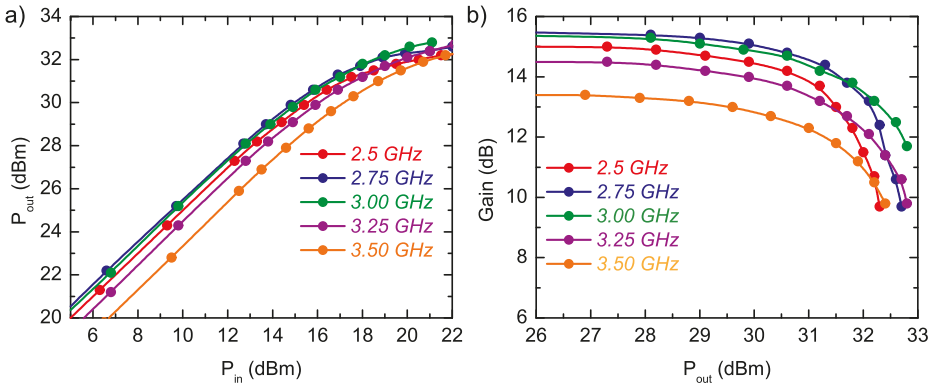 a)
34
32
30
28
26
24
22
20
P_out (dBm)
2.5 GHz
2.75 GHz
3.00 GHz
3.25 GHz
3.50 GHz
6 8 10 12 14 16 18 20 22
P_in (dBm)
b)
16
14
12
10
8
6
Gain (dB)
2.5 GHz
2.75 GHz
3.00 GHz
3.25 GHz
3.50 GHz
26 27 28 29 30 31 32 33
P_out (dBm)